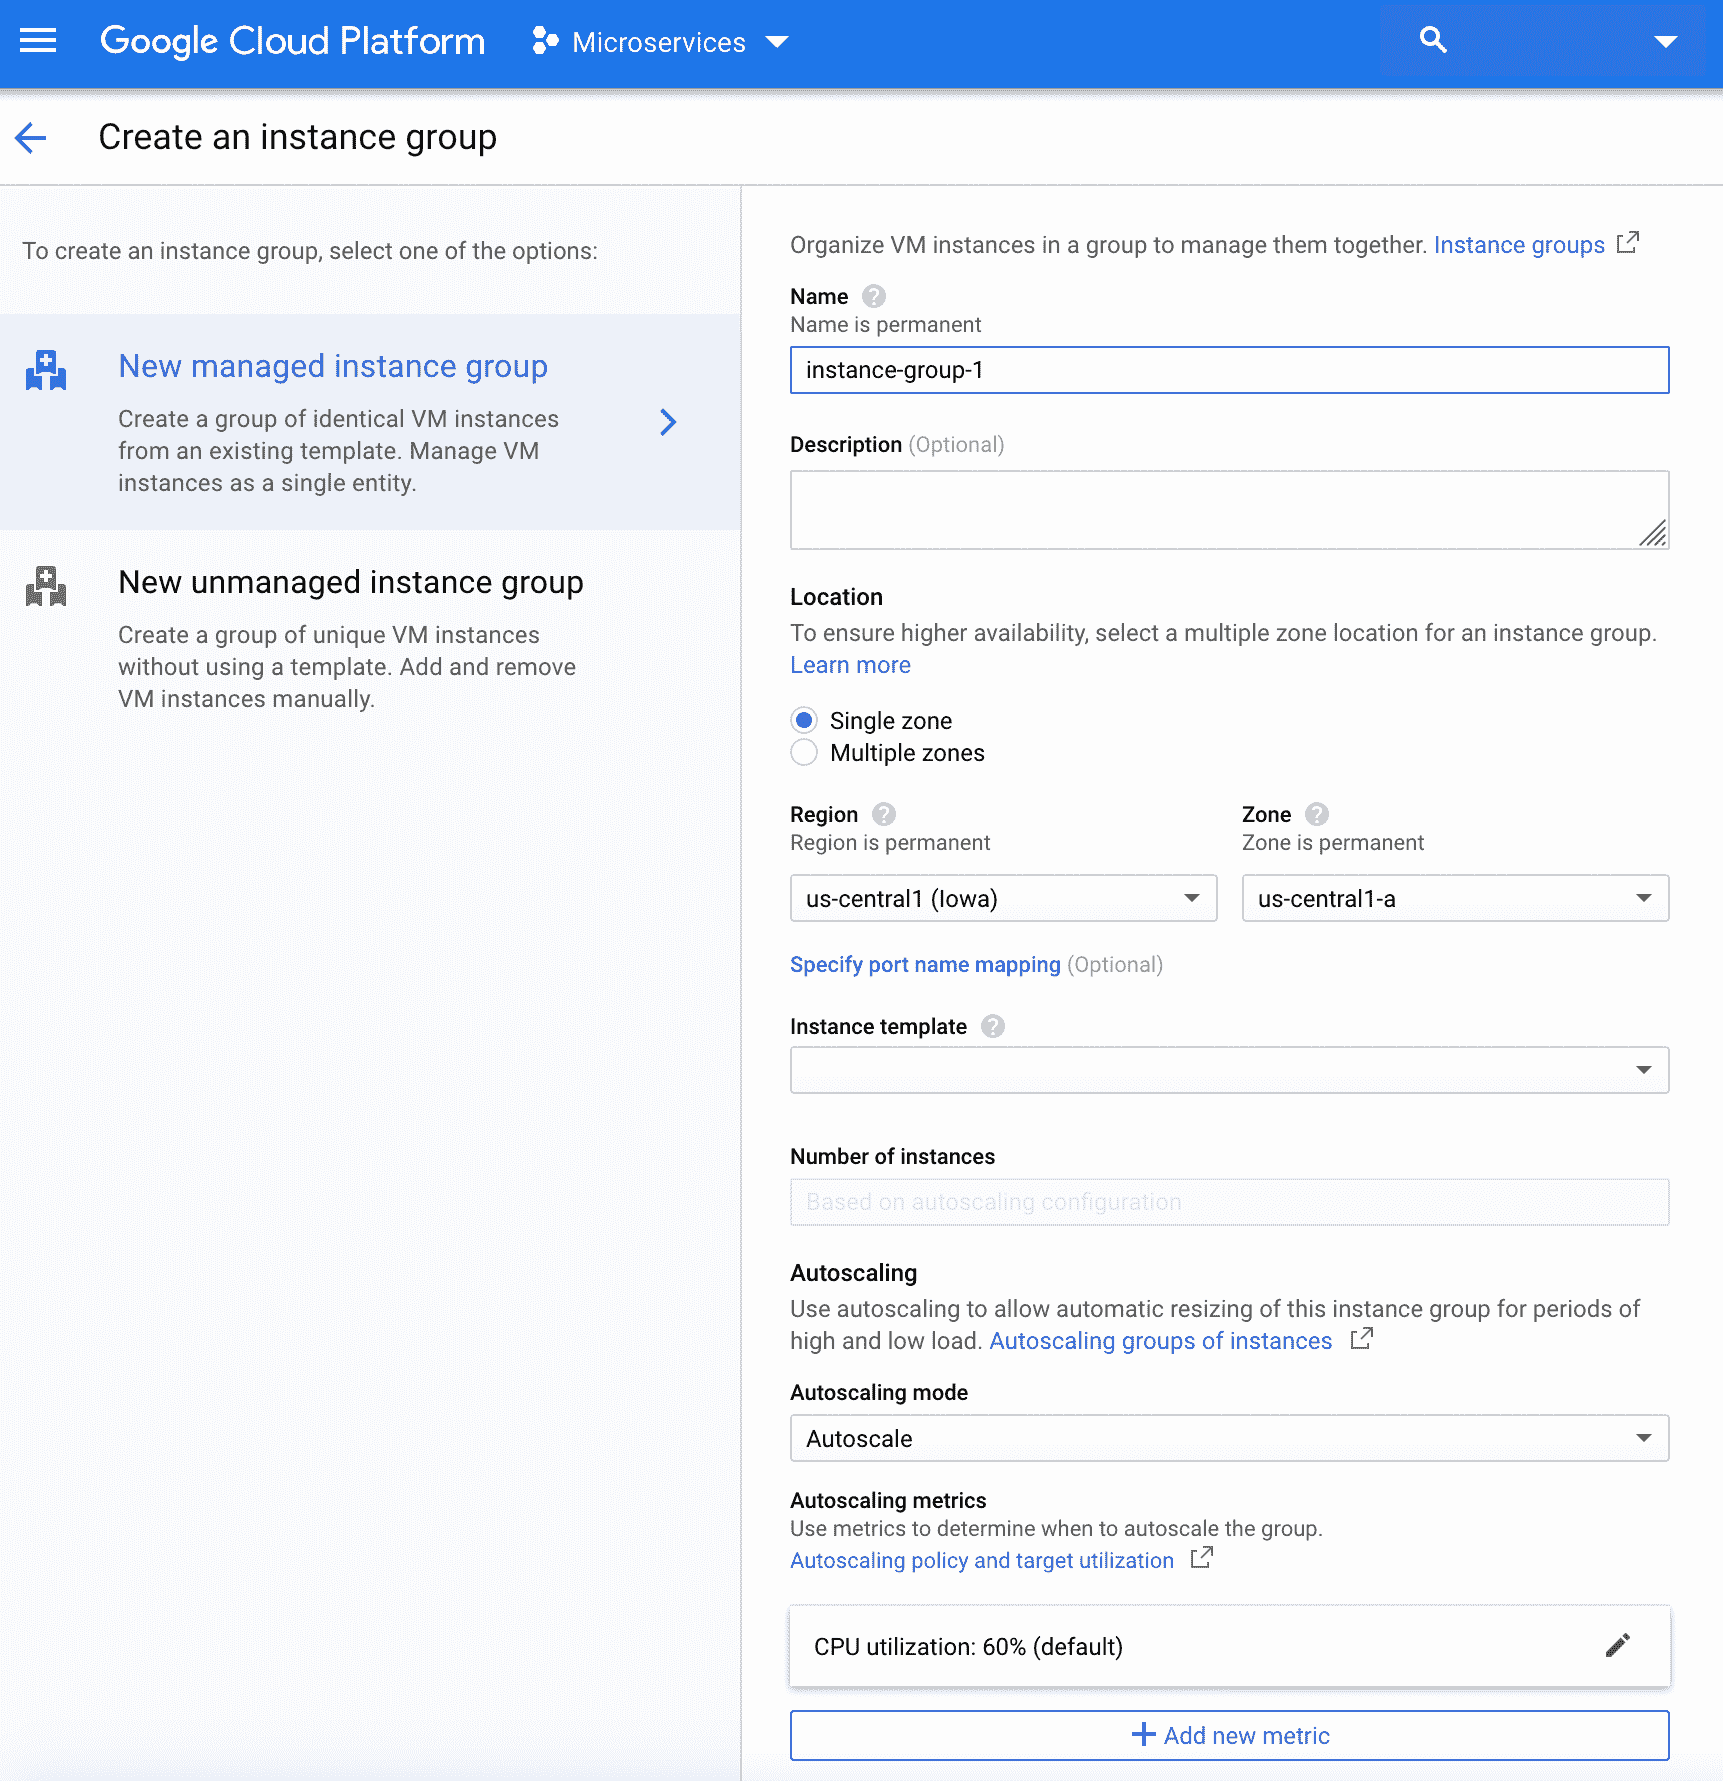 Google Cloud Platform
Microservices
Create an instance group
To create an instance group, select one of the options:
New managed instance group
Create a group of identical VM instances
from an existing template. Manage VM
instances as a single entity.
New unmanaged instance group
Create a group of unique VM instances
without using a template. Add and remove
VM instances manually.
Organize VM instances in a group to manage them together. Instance groups
Name
Name is permanent
instance-group-1
Description (Optional)
Location
To ensure higher availability, select a multiple zone location for an instance group.
Learn more
Single zone
Multiple zones
Region
Region is permanent
us-central1 (Iowa)
Zone
Zone is permanent
us-central1-a
Specify port name mapping (Optional)
Instance template
Number of instances
Based on autoscaling configuration
Autoscaling
Use autoscaling to allow automatic resizing of this instance group for periods of
high and low load. Autoscaling groups of instances
Autoscaling mode
Autoscale
Autoscaling metrics
Use metrics to determine when to autoscale the group.
Autoscaling policy and target utilization
CPU utilization: 60% (default)
Add new metric